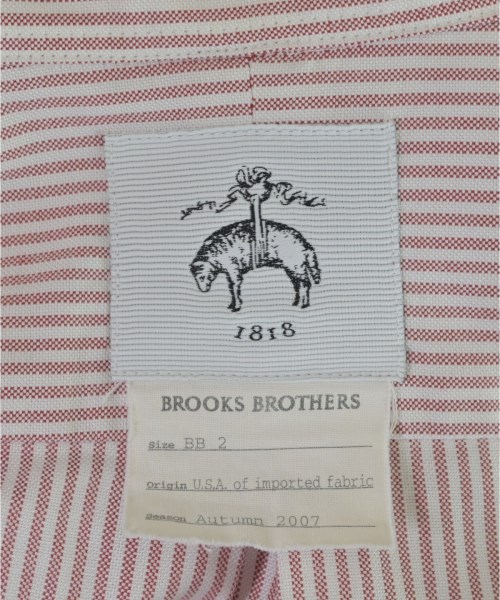 1818
BROOKS BROTHERS
Size BB 2
Origin U.S.A. of imported fabric
Season Autumn 2007